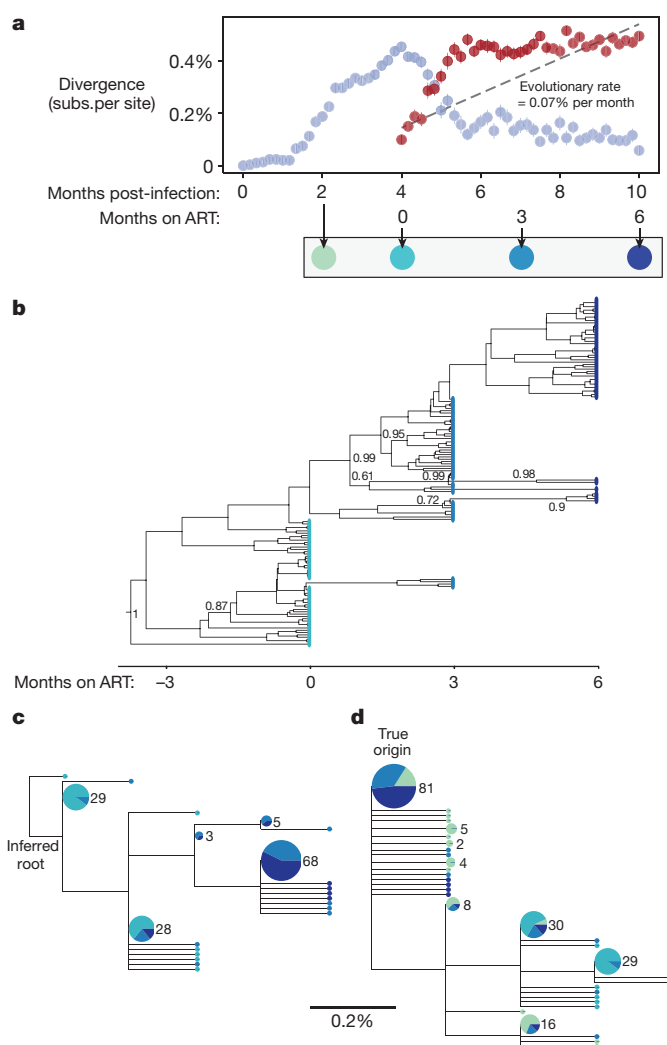 a
0.4%
Divergence
(subs.per site)
Evolutionary rate
= 0.07% per month
0.2%
0
Months post-infection: 0 2 4 6 8 10
Months on ART: 0 3 6
b
0.95
0.99
0.61 0.99 0.98
0.72
0.9
0.87
1
Months on ART: –3 0 3 6
c
29
5
3
Inferred
root
68
28
d
True
origin
81
5
2
4
8
30
29
16
0.2%